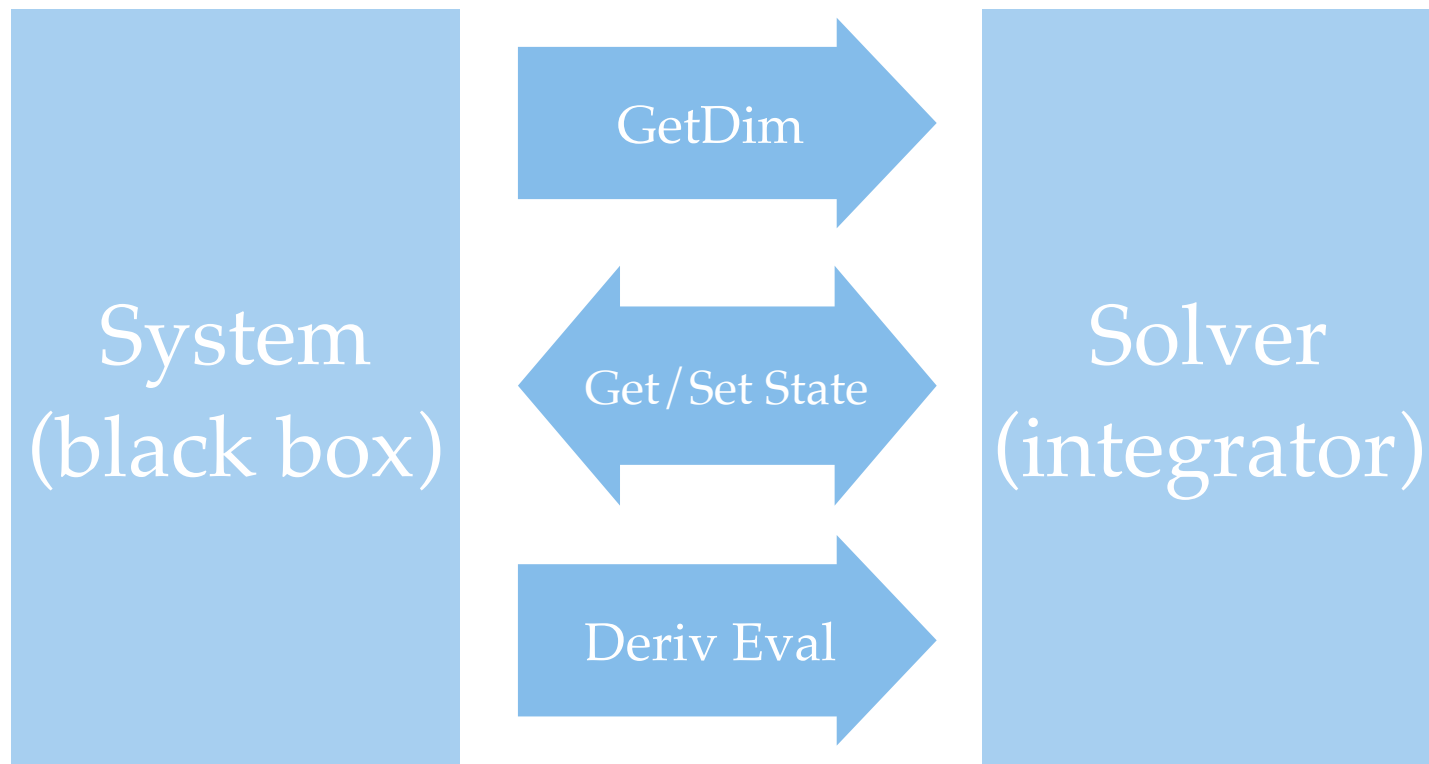 System
(black box)
GetDim
Get/Set State
Deriv Eval
Solver
(integrator)